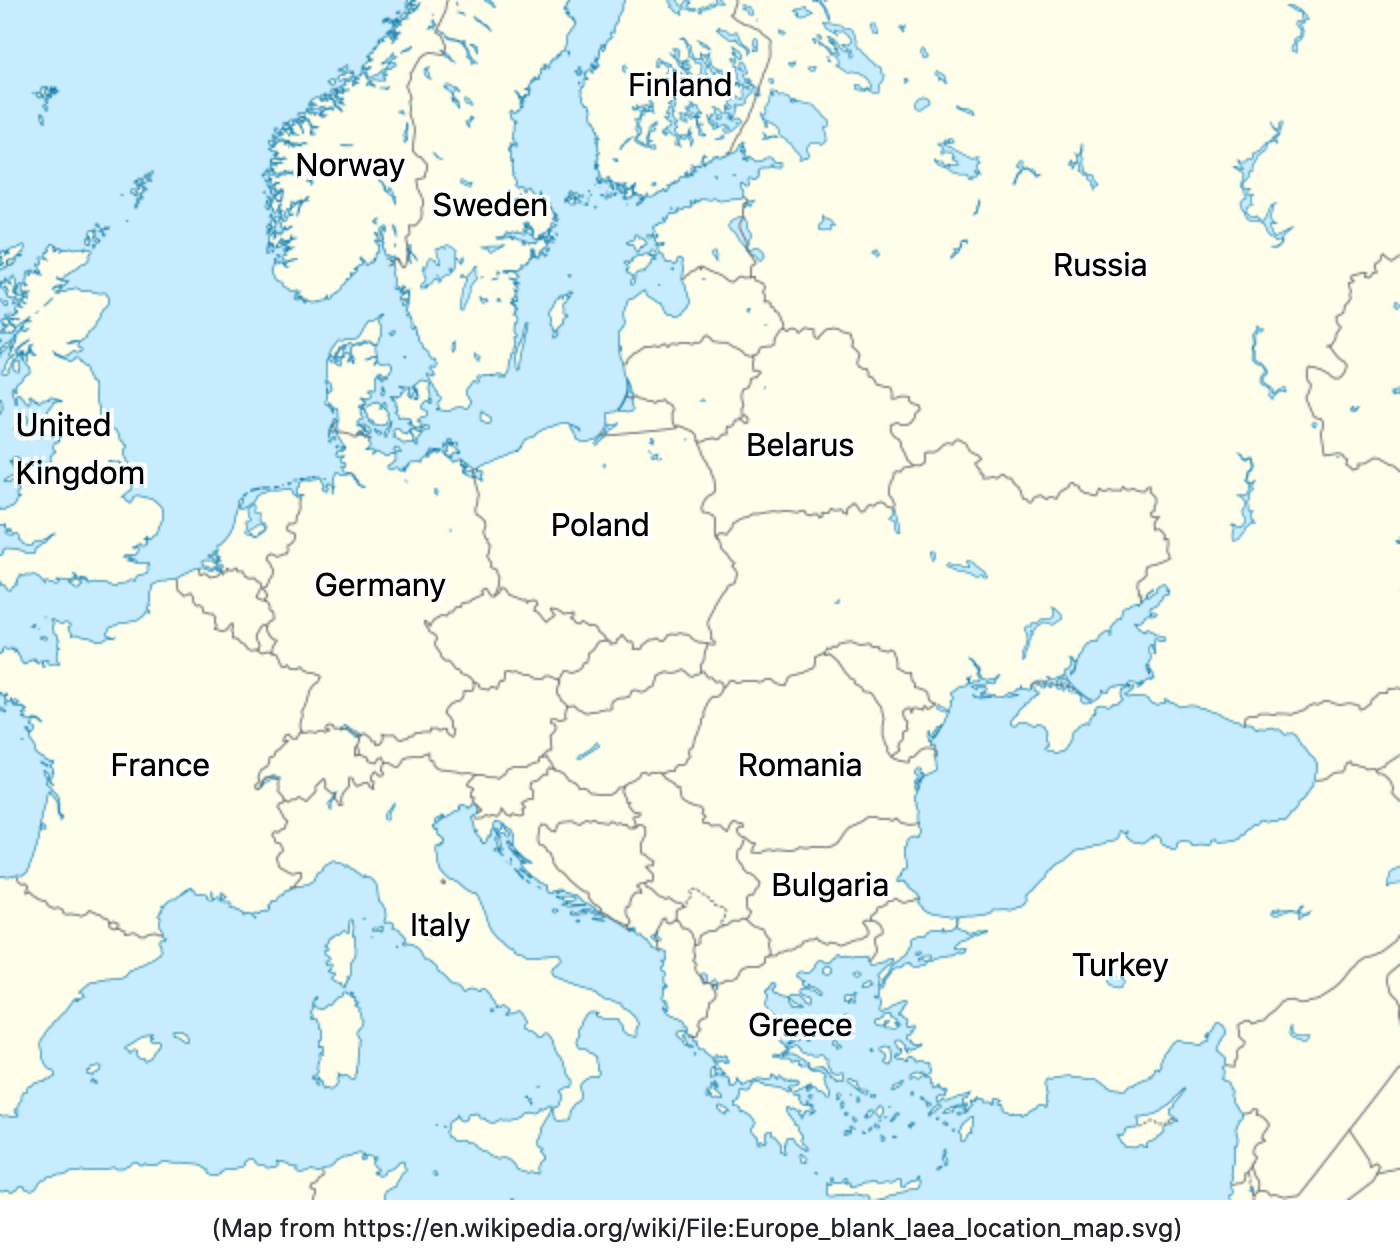 Finland
Norway
Sweden
Russia
United
Kingdom
Belarus
Poland
Germany
France
Romania
Bulgaria
Italy
Turkey
Greece
(Map from https://en.wikipedia.org/wiki/File:Europe_blank_laea_location_map.svg)